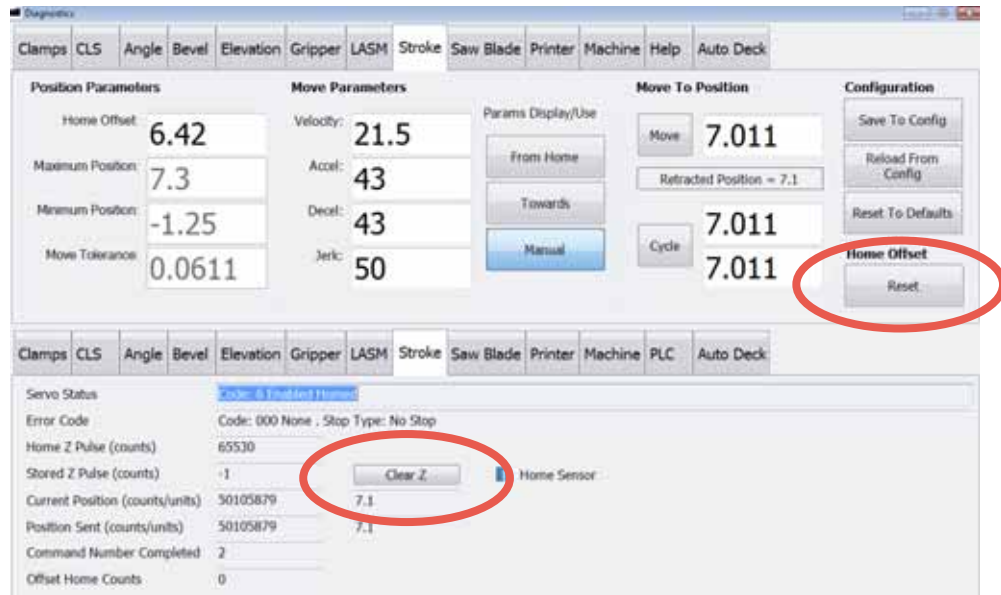 Diagnostics
Clamps CLS Angle Bevel Elevation Gripper LASM Stroke Saw Blade Printer Machine Help Auto Deck
Position Parameters Move Parameters Move To Position Configuration
Home Offset: 6.42 Velocity: 21.5 Params Display/Use Move 7.011 Save To Config
Maximum Position: 7.3 Accel: 43 From Home Retracted Position = 7.1 Reload From Config
Minimum Position: -1.25 Decel: 43 Towards 7.011 Reset To Defaults
Move Tolerance: 0.0611 Jerk: 50 Manual Cycle 7.011 Home Offset
Reset
Clamps CLS Angle Bevel Elevation Gripper LASM Stroke Saw Blade Printer Machine PLC Auto Deck
Servo Status Code: 6 Enabled Homed
Error Code Code: 000 None , Stop Type: No Stop
Home Z Pulse (counts) 65530
Stored Z Pulse (counts) -1 Clear Z Home Sensor
Current Position (counts/units) 50105879 7.1
Position Sent (counts/units) 50105879 7.1
Command Number Completed 2
Offset Home Counts 0